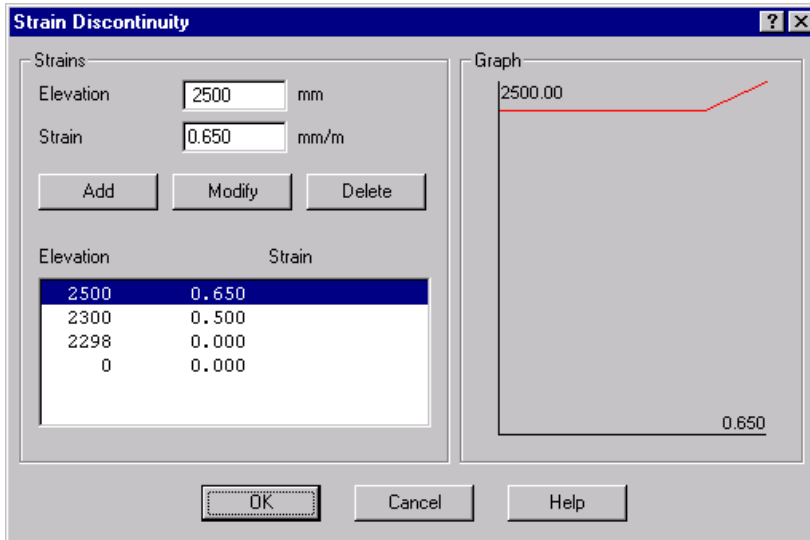 Strain Discontinuity
Strains
Elevation 2500 mm
Strain 0.650 mm/m
Add Modify Delete
Elevation Strain
2500 0.650
2300 0.500
2298 0.000
0 0.000
Graph
2500.00
0.650
OK Cancel Help